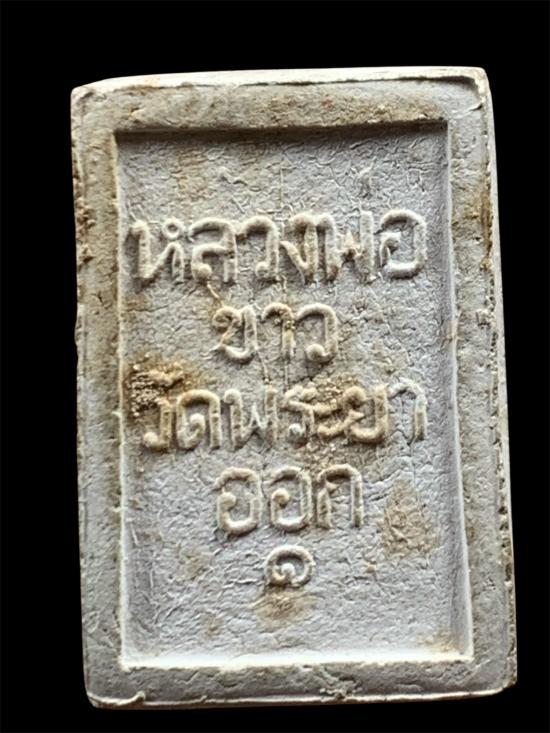 หลวงพ่อ
ขาว
วัดพระยา
ออก
๑